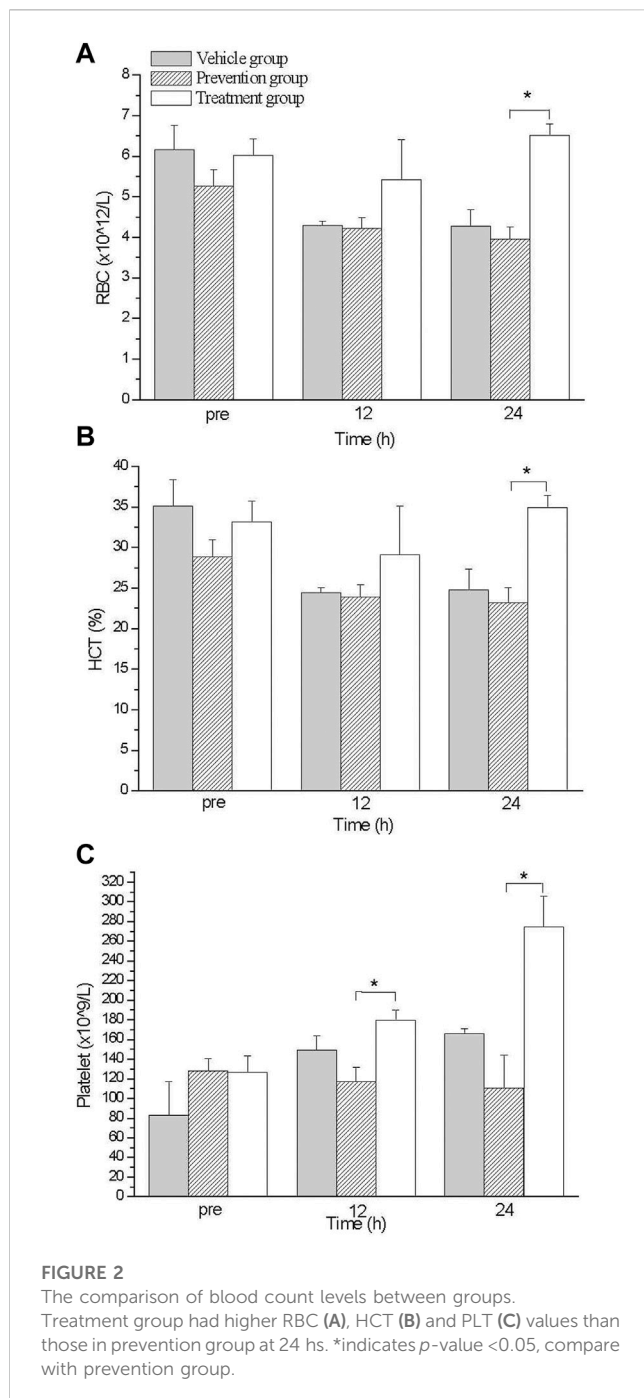 A
Vehicle group
Prevention group
Treatment group
*
8
7
6
5
4
3
2
1
0
RBC (x10^12/L)
pre 12 24
Time (h)
B
*
40
35
30
25
20
15
10
5
0
HCT (%)
pre 12 24
Time (h)
C
*
*
320
300
280
260
240
220
200
180
160
140
120
100
80
60
40
20
0
Platelet (x10^9/L)
pre 12 24
Time (h)
FIGURE 2
The comparison of blood count levels between groups.
Treatment group had higher RBC (A), HCT (B) and PLT (C) values than
those in prevention group at 24 hs. *indicates p-value <0.05, compare
with prevention group.